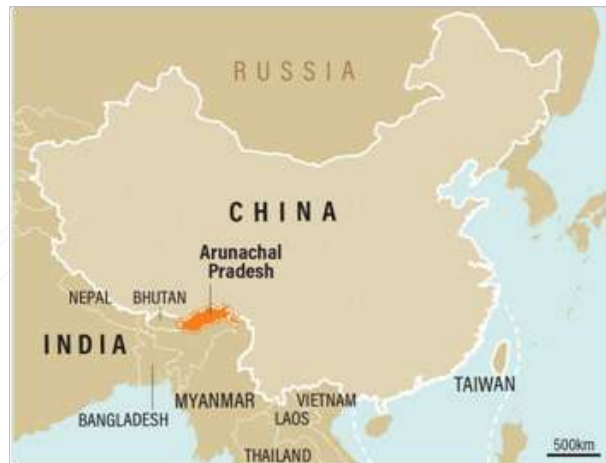 RUSSIA
CHINA
Arunachal
Pradesh
NEPAL
BHUTAN
INDIA
TAIWAN
MYANMAR
VIETNAM
BANGLADESH
LAOS
500km
THAILAND